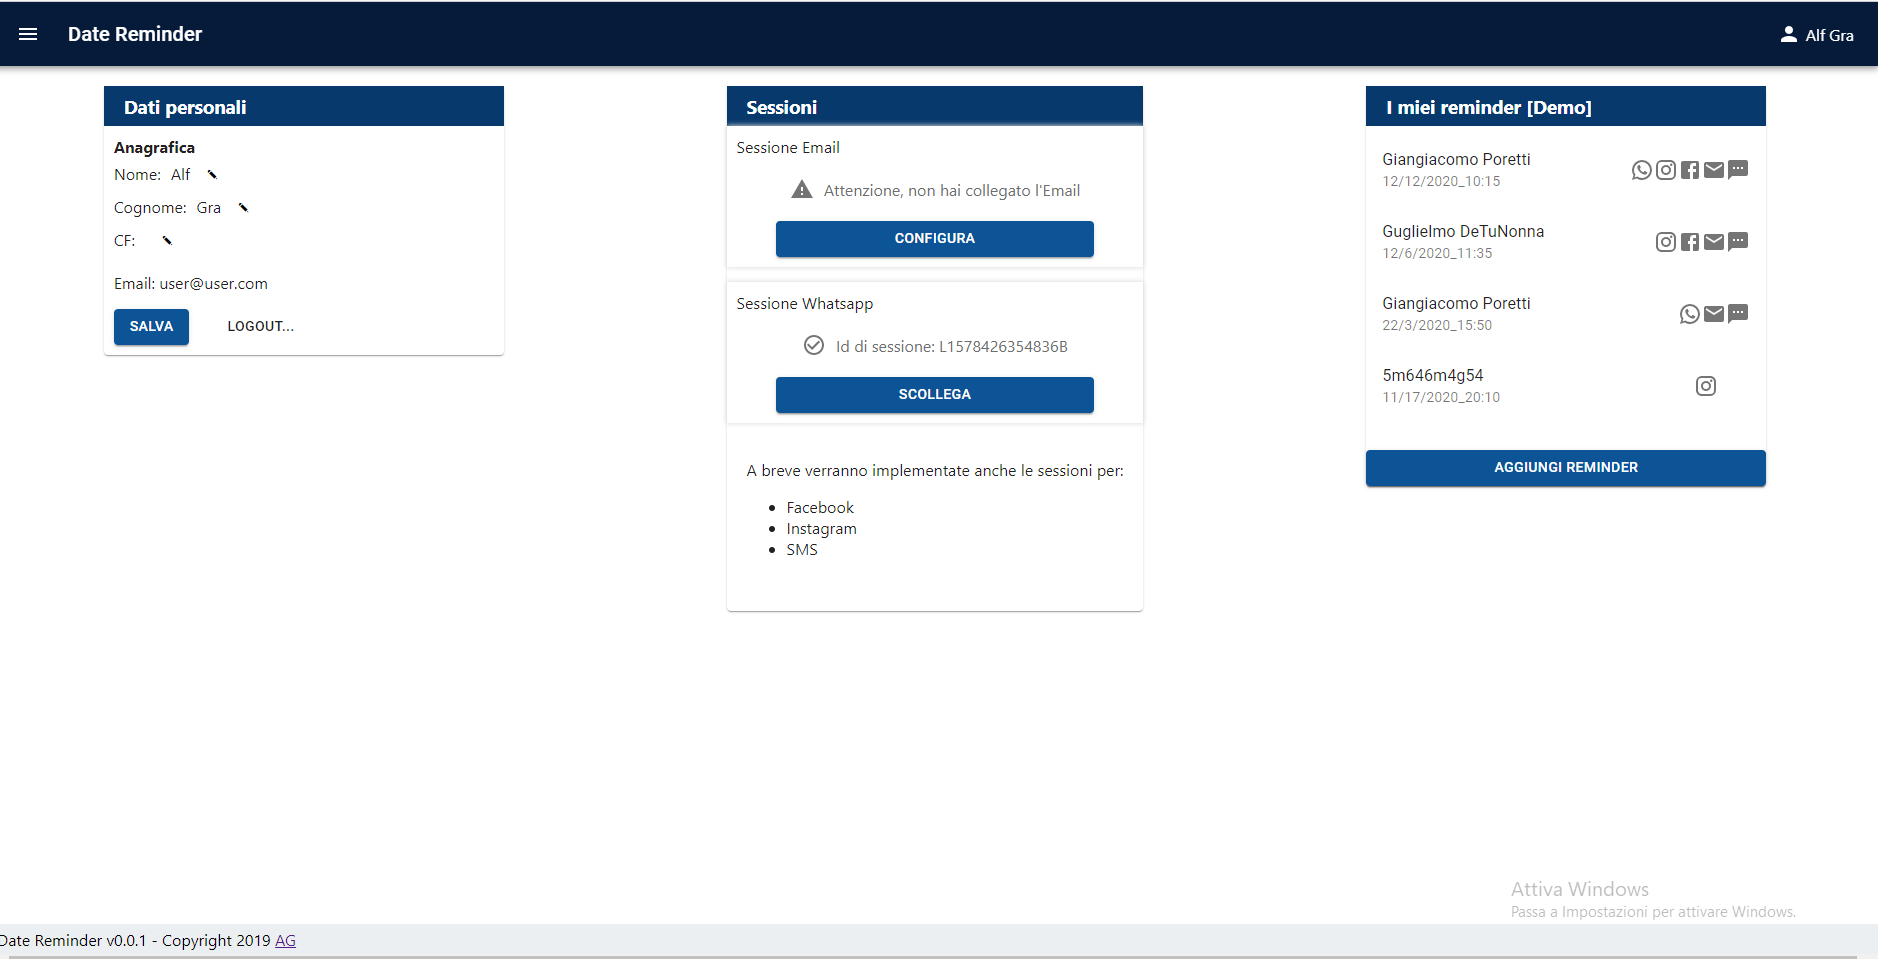 Date Reminder
Alf Gra
Dati personali
Anagrafica
Nome: Alf
Cognome: Gra
CF:
Email: user@user.com
SALVA LOGOUT...
Sessioni
Sessione Email
Attenzione, non hai collegato l'Email
CONFIGURA
Sessione Whatsapp
Id di sessione: L1578426354836B
SCOLLEGA
A breve verranno implementate anche le sessioni per:
Facebook
Instagram
SMS
I miei reminder [Demo]
Giangiacomo Poretti
12/12/2020_10:15
Guglielmo DeTuNonna
12/6/2020_11:35
Giangiacomo Poretti
22/3/2020_15:50
5m646m4g54
11/17/2020_20:10
AGGIUNGI REMINDER
Attiva Windows
Passa a Impostazioni per attivare Windows.
Date Reminder v0.0.1 - Copyright 2019 AG